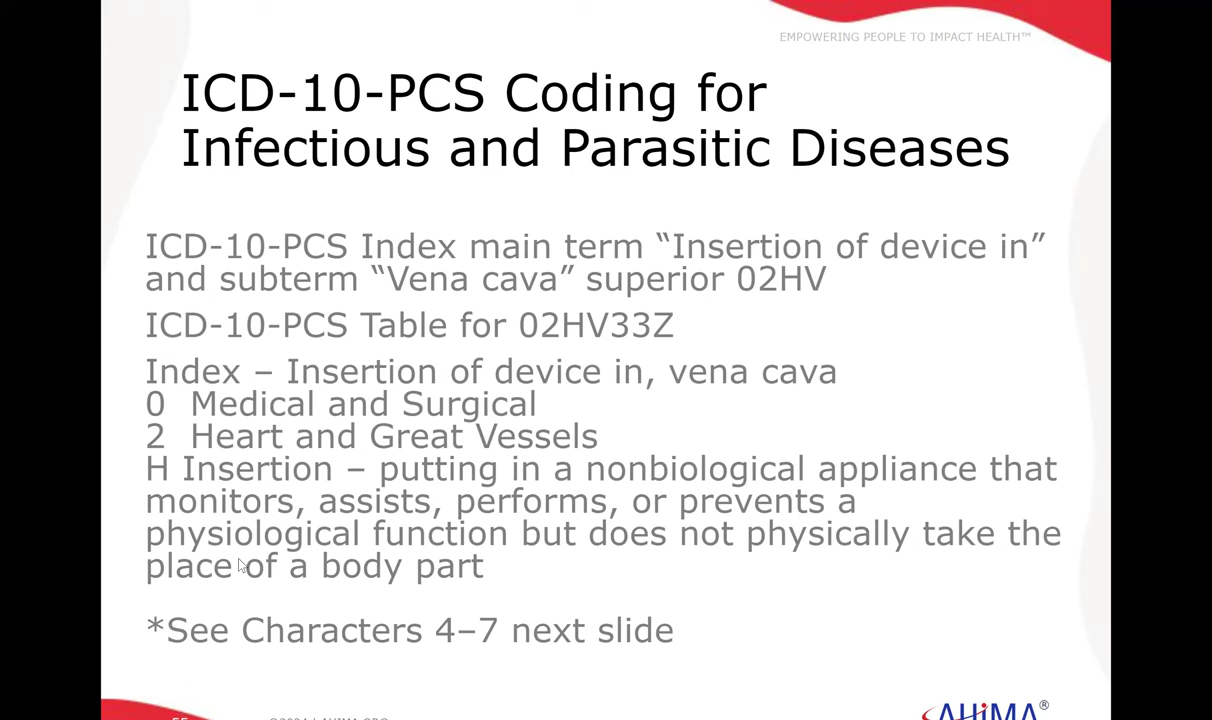 EMPOWERING PEOPLE TO IMPACT HEALTH™
ICD-10-PCS Coding for
Infectious and Parasitic Diseases
ICD-10-PCS Index main term “Insertion of device in”
and subterm “Vena cava” superior 02HV
ICD-10-PCS Table for 02HV33Z
Index – Insertion of device in, vena cava
0 Medical and Surgical
2 Heart and Great Vessels
H Insertion – putting in a nonbiological appliance that
monitors, assists, performs, or prevents a
physiological function but does not physically take the
place of a body part
*See Characters 4–7 next slide
AHIMA®